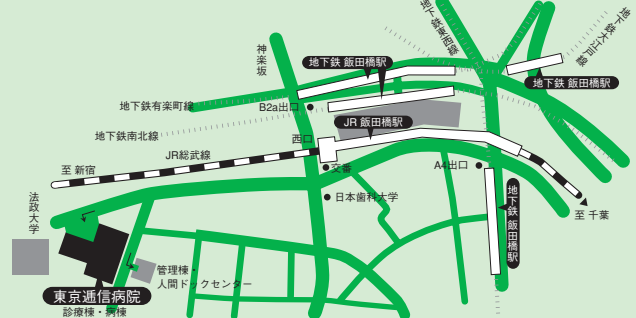 地下鉄東西線
地下鉄大江戸線
神楽坂
地下鉄 飯田橋駅
地下鉄 飯田橋駅
地下鉄有楽町線
B2a出口
JR 飯田橋駅
地下鉄南北線
西口
JR総武線
至 新宿
交番
A4出口
日本歯科大学
地下鉄 飯田橋駅
至 千葉
法政大学
管理棟・
人間ドックセンター
東京逓信病院
診療棟・病棟